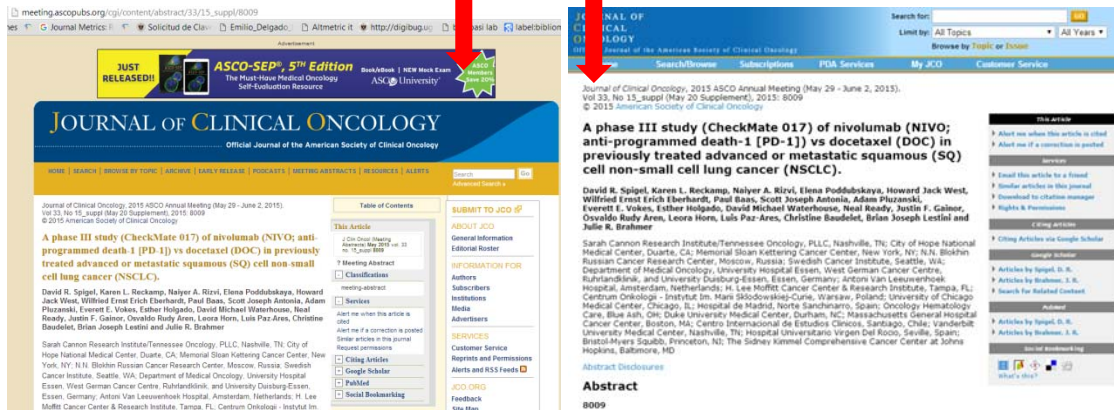 meeting.ascopubs.org/cgi/content/abstract/33/15_suppl/8009
nes G Journal Metrics: Solicitud de Clav Emilio_Delgado_ Altmetric it http://digibug.ug asi lab label:bibliom
Advertisement
JUST RELEASED!!
ASCO-SEP®, 5TH Edition
The Must-Have Medical Oncology
Self-Evaluation Resource
Book/eBook | NEW Mock Exam
ASCO University®
ASCO Members Save 20%
JOURNAL OF CLINICAL ONCOLOGY
Official Journal of the American Society of Clinical Oncology
HOME | SEARCH | BROWSE BY TOPIC | ARCHIVE | EARLY RELEASE | PODCASTS | MEETING ABSTRACTS | RESOURCES | ALERTS
Search Go
Advanced Search »
Journal of Clinical Oncology, 2015 ASCO Annual Meeting (May 29 - June 2, 2015).
Vol 33, No 15_suppl (May 20 Supplement), 2015: 8009
© 2015 American Society of Clinical Oncology
A phase III study (CheckMate 017) of nivolumab (NIVO; anti-
programmed death-1 [PD-1]) vs docetaxel (DOC) in previously
treated advanced or metastatic squamous (SQ) cell non-small
cell lung cancer (NSCLC).
David R. Spigel, Karen L. Reckamp, Naiyer A. Rizvi, Elena Poddubskaya, Howard
Jack West, Wilfried Ernst Erich Eberhardt, Paul Baas, Scott Joseph Antonia, Adam
Pluzanski, Everett E. Vokes, Esther Holgado, David Michael Waterhouse, Neal
Ready, Justin F. Gainor, Osvaldo Rudy Aren, Leora Horn, Luis Paz-Ares, Christine
Baudelet, Brian Joseph Lestini and Julie R. Brahmer
Sarah Cannon Research Institute/Tennessee Oncology, PLLC, Nashville, TN; City of
Hope National Medical Center, Duarte, CA; Memorial Sloan Kettering Cancer Center, New
York, NY; N.N. Blokhin Russian Cancer Research Center, Moscow, Russia; Swedish
Cancer Institute, Seattle, WA; Department of Medical Oncology, University Hospital
Essen, West German Cancer Centre, Ruhrlandklinik, and University Duisburg-Essen,
Essen, Germany; Antoni Van Leeuwenhoek Hospital, Amsterdam, Netherlands; H. Lee
Moffitt Cancer Center & Research Institute, Tampa, FL; Centrum Onkologii - Instytut Im.
Table of Contents
This Article
J Clin Oncol (Meeting
Abstracts) May 2015 vol. 33
no. 15_suppl 8009
? Meeting Abstract
- Classifications
meeting-abstract
- Services
Alert me when this article is
cited
Alert me if a correction is posted
Similar articles in this journal
Request permissions
+ Citing Articles
+ Google Scholar
+ PubMed
+ Social Bookmarking
SUBMIT TO JCO
ABOUT JCO
General Information
Editorial Roster
INFORMATION FOR
Authors
Subscribers
Institutions
Media
Advertisers
SERVICES
Customer Service
Reprints and Permissions
Alerts and RSS Feeds
JCO.ORG
Feedback
Site Map
JOURNAL OF
CLINICAL
ONCOLOGY
Official Journal of the American Society of Clinical Oncology
Search for: GO
Limit by: All Topics All Years
Browse by Topic or Issue
Search/Browse Subscriptions PDA Services My JCO Customer Service
Journal of Clinical Oncology, 2015 ASCO Annual Meeting (May 29 - June 2, 2015).
Vol 33, No 15_suppl (May 20 Supplement), 2015: 8009
© 2015 American Society of Clinical Oncology
A phase III study (CheckMate 017) of nivolumab (NIVO;
anti-programmed death-1 [PD-1]) vs docetaxel (DOC) in
previously treated advanced or metastatic squamous (SQ)
cell non-small cell lung cancer (NSCLC).
David R. Spigel, Karen L. Reckamp, Naiyer A. Rizvi, Elena Poddubskaya, Howard Jack West,
Wilfried Ernst Erich Eberhardt, Paul Baas, Scott Joseph Antonia, Adam Pluzanski,
Everett E. Vokes, Esther Holgado, David Michael Waterhouse, Neal Ready, Justin F. Gainor,
Osvaldo Rudy Aren, Leora Horn, Luis Paz-Ares, Christine Baudelet, Brian Joseph Lestini and
Julie R. Brahmer
Sarah Cannon Research Institute/Tennessee Oncology, PLLC, Nashville, TN; City of Hope National
Medical Center, Duarte, CA; Memorial Sloan Kettering Cancer Center, New York, NY; N.N. Blokhin
Russian Cancer Research Center, Moscow, Russia; Swedish Cancer Institute, Seattle, WA;
Department of Medical Oncology, University Hospital Essen, West German Cancer Centre,
Ruhrlandklinik, and University Duisburg-Essen, Essen, Germany; Antoni Van Leeuwenhoek
Hospital, Amsterdam, Netherlands; H. Lee Moffitt Cancer Center & Research Institute, Tampa, FL;
Centrum Onkologii - Instytut Im. Marii Sklodowskiej-Curie, Warsaw, Poland; University of Chicago
Medical Center, Chicago, IL; Hospital de Madrid, Norte Sanchinarro, Spain; Oncology Hematology
Care, Blue Ash, OH; Duke University Medical Center, Durham, NC; Massachusetts General Hospital
Cancer Center, Boston, MA; Centro Internacional de Estudios Clinicos, Santiago, Chile; Vanderbilt
University Medical Center, Nashville, TN; Hospital Universitario Virgen Del Rocio, Seville, Spain;
Bristol-Myers Squibb, Princeton, NJ; The Sidney Kimmel Comprehensive Cancer Center at Johns
Hopkins, Baltimore, MD
Abstract Disclosures
Abstract
8009
This Article
Alert me when this article is cited
Alert me if a correction is posted
Services
Email this article to a friend
Similar articles in this journal
Download to citation manager
Rights & Permissions
Citing Articles
Citing Articles via Google Scholar
Google Scholar
Articles by Spigel, D. R.
Articles by Brahmer, J. R.
Search for Related Content
PubMed
Articles by Spigel, D. R.
Articles by Brahmer, J. R.
Social Bookmarking
What's this?